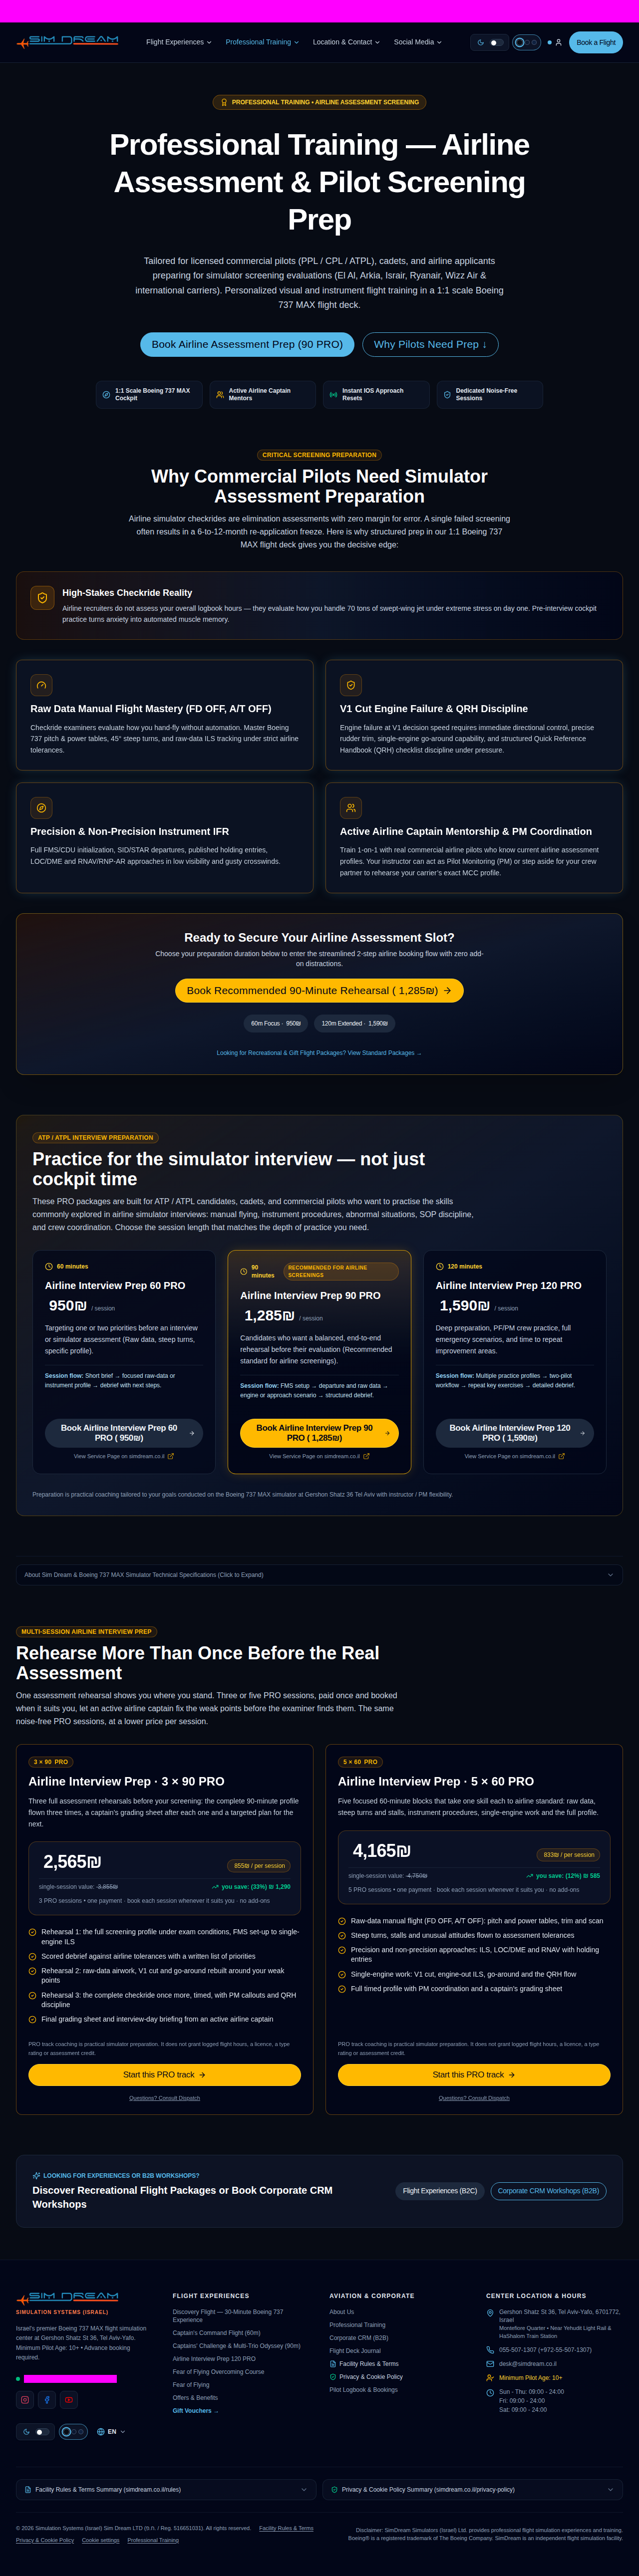 SIM DREAM
Flight Experiences
Professional Training
Location & Contact
Social Media
Book a Flight
PROFESSIONAL TRAINING • AIRLINE ASSESSMENT SCREENING
Professional Training — Airline
Assessment & Pilot Screening
Prep
Tailored for licensed commercial pilots (PPL / CPL / ATPL), cadets, and airline applicants
preparing for simulator screening evaluations (El Al, Arkia, Israir, Ryanair, Wizz Air &
international carriers). Personalized visual and instrument flight training in a 1:1 scale Boeing
737 MAX flight deck.
Book Airline Assessment Prep (90 PRO)
Why Pilots Need Prep ↓
1:1 Scale Boeing 737 MAX
Cockpit
Active Airline Captain
Mentors
Instant IOS Approach
Resets
Dedicated Noise-Free
Sessions
CRITICAL SCREENING PREPARATION
Why Commercial Pilots Need Simulator
Assessment Preparation
Airline simulator checkrides are elimination assessments with zero margin for error. A single failed screening
often results in a 6-to-12-month re-application freeze. Here is why structured prep in our 1:1 Boeing 737
MAX flight deck gives you the decisive edge:
High-Stakes Checkride Reality
Airline recruiters do not assess your overall logbook hours — they evaluate how you handle 70 tons of swept-wing jet under extreme stress on day one. Pre-interview cockpit
practice turns anxiety into automated muscle memory.
Raw Data Manual Flight Mastery (FD OFF, A/T OFF)
Checkride examiners evaluate how you hand-fly without automation. Master Boeing
737 pitch & power tables, 45° steep turns, and raw-data ILS tracking under strict airline
tolerances.
V1 Cut Engine Failure & QRH Discipline
Engine failure at V1 decision speed requires immediate directional control, precise
rudder trim, single-engine go-around capability, and structured Quick Reference
Handbook (QRH) checklist discipline under pressure.
Precision & Non-Precision Instrument IFR
Full FMS/CDU initialization, SID/STAR departures, published holding entries,
LOC/DME and RNAV/RNP-AR approaches in low visibility and gusty crosswinds.
Active Airline Captain Mentorship & PM Coordination
Train 1-on-1 with real commercial airline pilots who know current airline assessment
profiles. Your instructor can act as Pilot Monitoring (PM) or step aside for your crew
partner to rehearse your carrier's exact MCC profile.
Ready to Secure Your Airline Assessment Slot?
Choose your preparation duration below to enter the streamlined 2-step airline booking flow with zero add-
on distractions.
Book Recommended 90-Minute Rehearsal ( 1,285₪) →
60m Focus · 950₪
120m Extended · 1,590₪
Looking for Recreational & Gift Flight Packages? View Standard Packages →
ATP / ATPL INTERVIEW PREPARATION
Practice for the simulator interview — not just
cockpit time
These PRO packages are built for ATP / ATPL candidates, cadets, and commercial pilots who want to practise the skills
commonly explored in airline simulator interviews: manual flying, instrument procedures, abnormal situations, SOP discipline,
and crew coordination. Choose the session length that matches the depth of practice you need.
60 minutes
Airline Interview Prep 60 PRO
950₪ / session
Targeting one or two priorities before an interview
or simulator assessment (Raw data, steep turns,
specific profile).
Session flow: Short brief → focused raw-data or
instrument profile → debrief with next steps.
Book Airline Interview Prep 60
PRO ( 950₪) →
View Service Page on simdream.co.il
90
minutes
RECOMMENDED FOR AIRLINE
SCREENINGS
Airline Interview Prep 90 PRO
1,285₪ / session
Candidates who want a balanced, end-to-end
rehearsal before their evaluation (Recommended
standard for airline screenings).
Session flow: FMS setup → departure and raw data →
engine or approach scenario → structured debrief.
Book Airline Interview Prep 90
PRO ( 1,285₪) →
View Service Page on simdream.co.il
120 minutes
Airline Interview Prep 120 PRO
1,590₪ / session
Deep preparation, PF/PM crew practice, full
emergency scenarios, and time to repeat
improvement areas.
Session flow: Multiple practice profiles → two-pilot
workflow → repeat key exercises → detailed debrief.
Book Airline Interview Prep 120
PRO ( 1,590₪) →
View Service Page on simdream.co.il
Preparation is practical coaching tailored to your goals conducted on the Boeing 737 MAX simulator at Gershon Shatz 36 Tel Aviv with instructor / PM flexibility.
About Sim Dream & Boeing 737 MAX Simulator Technical Specifications (Click to Expand)
MULTI-SESSION AIRLINE INTERVIEW PREP
Rehearse More Than Once Before the Real
Assessment
One assessment rehearsal shows you where you stand. Three or five PRO sessions, paid once and booked
when it suits you, let an active airline captain fix the weak points before the examiner finds them. The same
noise-free PRO sessions, at a lower price per session.
3 × 90 PRO
Airline Interview Prep · 3 × 90 PRO
Three full assessment rehearsals before your screening: the complete 90-minute profile
flown three times, a captain's grading sheet after each one and a targeted plan for the
next.
2,565₪
855₪ / per session
single-session value: 3,855₪
you save: (33%) ₪ 1,290
3 PRO sessions • one payment · book each session whenever it suits you · no add-ons
Rehearsal 1: the full screening profile under exam conditions, FMS set-up to single-
engine ILS
Scored debrief against airline tolerances with a written list of priorities
Rehearsal 2: raw-data airwork, V1 cut and go-around rebuilt around your weak
points
Rehearsal 3: the complete checkride once more, timed, with PM callouts and QRH
discipline
Final grading sheet and interview-day briefing from an active airline captain
PRO track coaching is practical simulator preparation. It does not grant logged flight hours, a licence, a type
rating or assessment credit.
Start this PRO track →
Questions? Consult Dispatch
5 × 60 PRO
Airline Interview Prep · 5 × 60 PRO
Five focused 60-minute blocks that take one skill each to airline standard: raw data,
steep turns and stalls, instrument procedures, single-engine work and the full profile.
4,165₪
833₪ / per session
single-session value: 4,750₪
you save: (12%) ₪ 585
5 PRO sessions • one payment · book each session whenever it suits you · no add-ons
Raw-data manual flight (FD OFF, A/T OFF): pitch and power tables, trim and scan
Steep turns, stalls and unusual attitudes flown to assessment tolerances
Precision and non-precision approaches: ILS, LOC/DME and RNAV with holding
entries
Single-engine work: V1 cut, engine-out ILS, go-around and the QRH flow
Full timed profile with PM coordination and a captain's grading sheet
PRO track coaching is practical simulator preparation. It does not grant logged flight hours, a licence, a type
rating or assessment credit.
Start this PRO track →
Questions? Consult Dispatch
LOOKING FOR EXPERIENCES OR B2B WORKSHOPS?
Discover Recreational Flight Packages or Book Corporate CRM
Workshops
Flight Experiences (B2C)
Corporate CRM Workshops (B2B)
SIM DREAM
SIMULATION SYSTEMS (ISRAEL)
Israel's premier Boeing 737 MAX flight simulation
center at Gershon Shatz St 36, Tel Aviv-Yafo.
Minimum Pilot Age: 10+ • Advance booking
required.
EN
FLIGHT EXPERIENCES
Discovery Flight — 30-Minute Boeing 737
Experience
Captain's Command Flight (60m)
Captains' Challenge & Multi-Trio Odyssey (90m)
Airline Interview Prep 120 PRO
Fear of Flying Overcoming Course
Fear of Flying
Offers & Benefits
Gift Vouchers →
AVIATION & CORPORATE
About Us
Professional Training
Corporate CRM (B2B)
Flight Deck Journal
Facility Rules & Terms
Privacy & Cookie Policy
Pilot Logbook & Bookings
CENTER LOCATION & HOURS
Gershon Shatz St 36, Tel Aviv-Yafo, 6701772,
Israel
Montefiore Quarter • Near Yehudit Light Rail &
HaShalom Train Station
055-507-1307 (+972-55-507-1307)
desk@simdream.co.il
Minimum Pilot Age: 10+
Sun - Thu: 09:00 - 24:00
Fri: 09:00 - 24:00
Sat: 09:00 - 24:00
Facility Rules & Terms Summary (simdream.co.il/rules)
Privacy & Cookie Policy Summary (simdream.co.il/privacy-policy)
© 2026 Simulation Systems (Israel) Sim Dream LTD (ח.פ. / Reg. 516651031). All rights reserved.
Facility Rules & Terms
Privacy & Cookie Policy
Cookie settings
Professional Training
Disclaimer: SimDream Simulators (Israel) Ltd. provides professional flight simulation experiences and training.
Boeing® is a registered trademark of The Boeing Company. SimDream is an independent flight simulation facility.